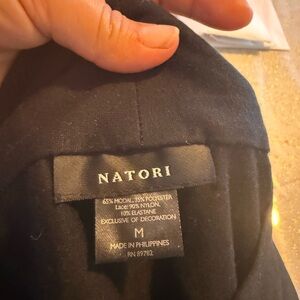 NATORI
65% MODAL, 35% POLYESTER
Lace: 90% NYLON,
10% ELASTANE
EXCLUSIVE OF DECORATION
M
MADE IN PHILIPPINES
RN 89782